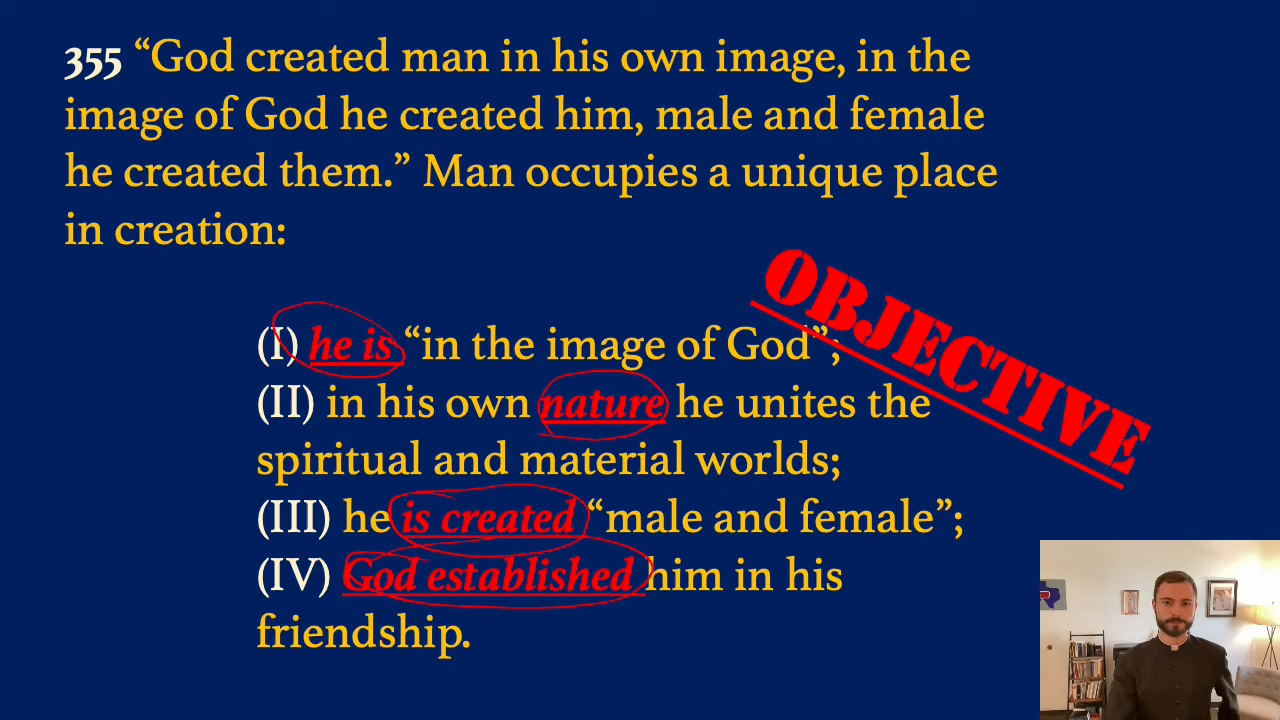 355 “God created man in his own image, in the
image of God he created him, male and female
he created them.” Man occupies a unique place
in creation:
OBJECTIVE
(I) he is “in the image of God”;
(II) in his own nature he unites the
spiritual and material worlds;
(III) he is created “male and female”;
(IV) God established him in his
friendship.